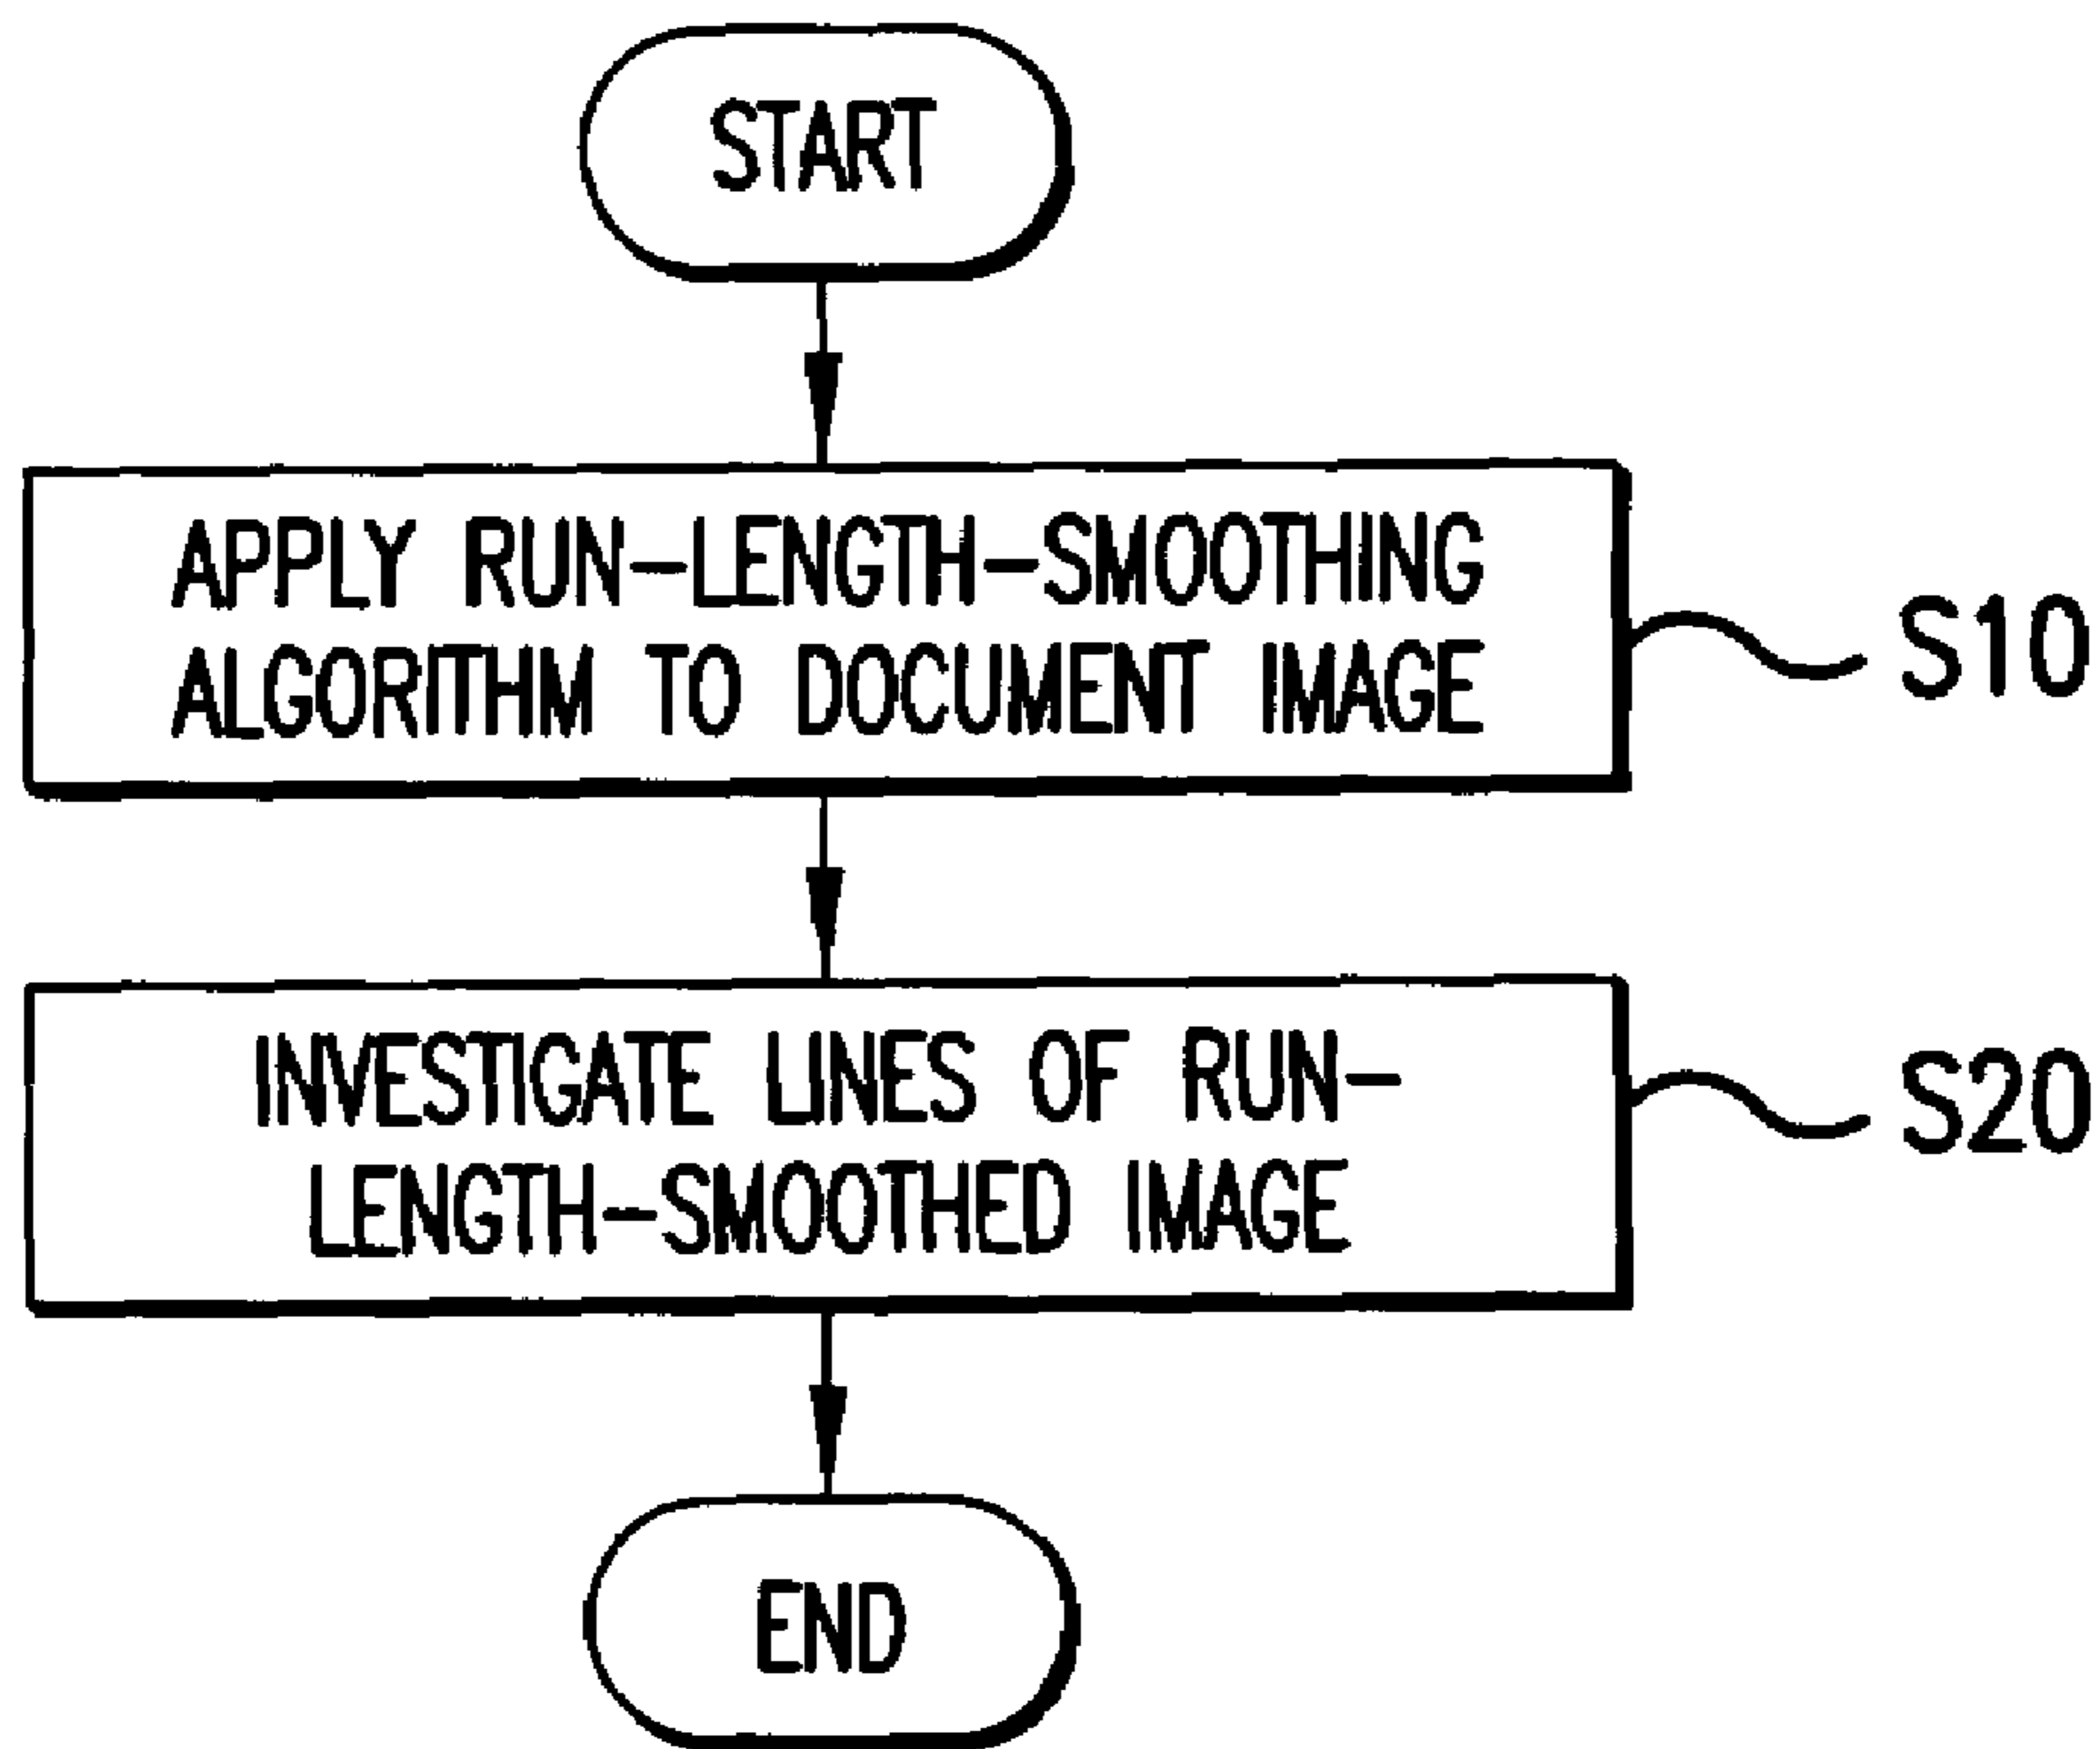 START
APPLY RUN-LENGTH-SMOOTHING
ALGORITHM TO DOCUMENT IMAGE
S10
INVESTIGATE LINES OF RUN-
LENGTH-SMOOTHED IMAGE
S20
END